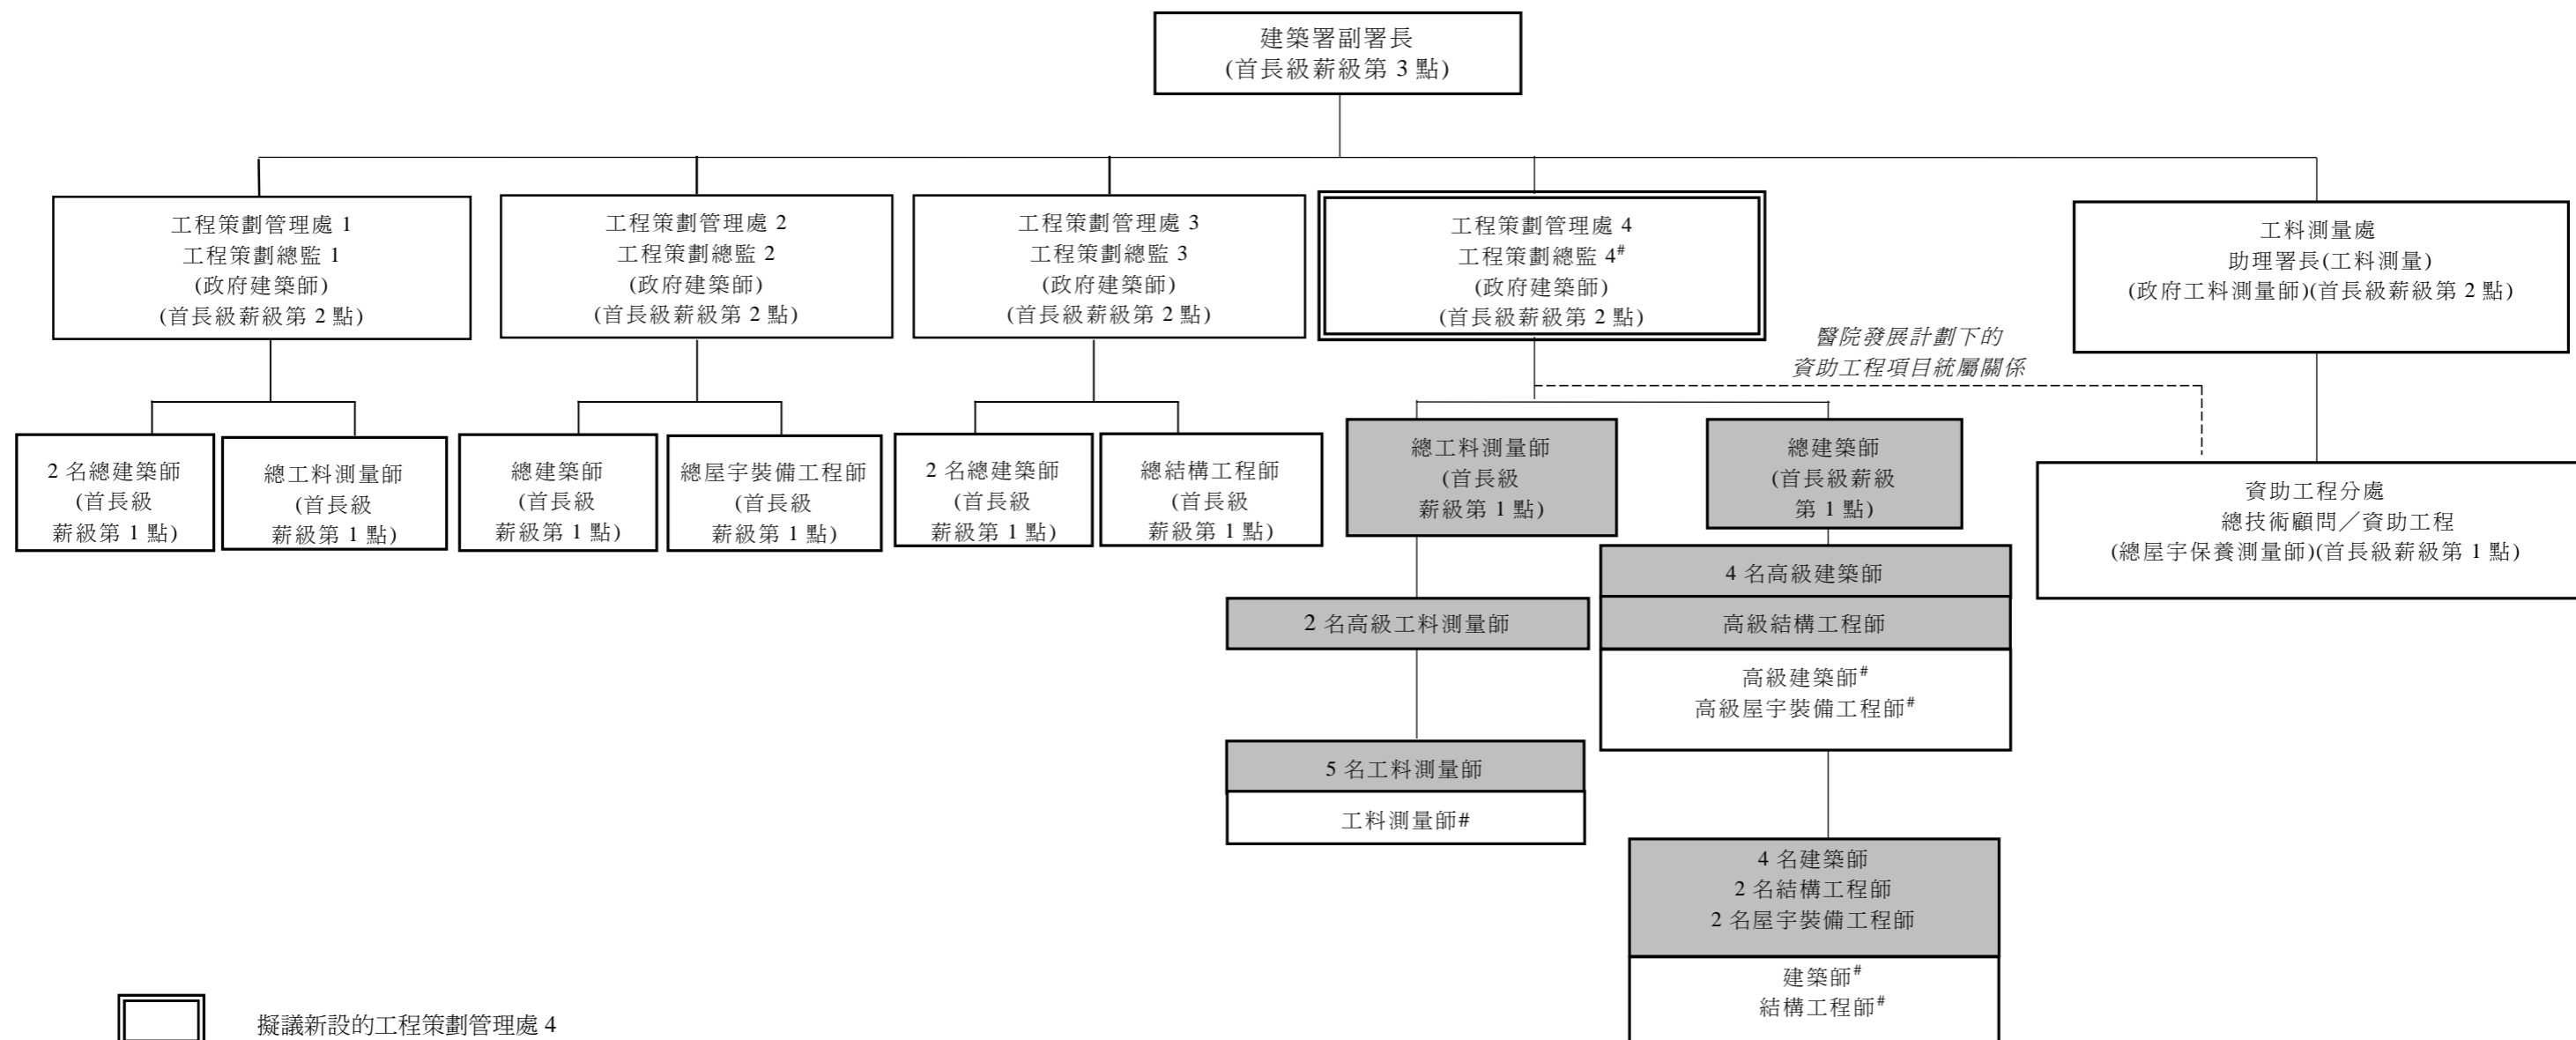 建築署副署長
(首長級薪級第 3 點)
工程策劃管理處 1
工程策劃總監 1
(政府建築師)
(首長級薪級第 2 點)
工程策劃管理處 2
工程策劃總監 2
(政府建築師)
(首長級薪級第 2 點)
工程策劃管理處 3
工程策劃總監 3
(政府建築師)
(首長級薪級第 2 點)
工程策劃管理處 4
工程策劃總監 4#
(政府建築師)
(首長級薪級第 2 點)
工料測量處
助理署長(工料測量)
(政府工料測量師)(首長級薪級第 2 點)
醫院發展計劃下的
資助工程項目統屬關係
2 名總建築師
(首長級
薪級第 1 點)
總工料測量師
(首長級
薪級第 1 點)
總建築師
(首長級
薪級第 1 點)
總屋宇裝備工程師
(首長級
薪級第 1 點)
2 名總建築師
(首長級
薪級第 1 點)
總結構工程師
(首長級
薪級第 1 點)
總工料測量師
(首長級
薪級第 1 點)
總建築師
(首長級薪級
第 1 點)
資助工程分處
總技術顧問／資助工程
(總屋宇保養測量師)(首長級薪級第 1 點)
2 名高級工料測量師
5 名工料測量師
工料測量師#
4 名高級建築師
高級結構工程師
高級建築師#
高級屋宇裝備工程師#
4 名建築師
2 名結構工程師
2 名屋宇裝備工程師
建築師#
結構工程師#
擬議新設的工程策劃管理處 4